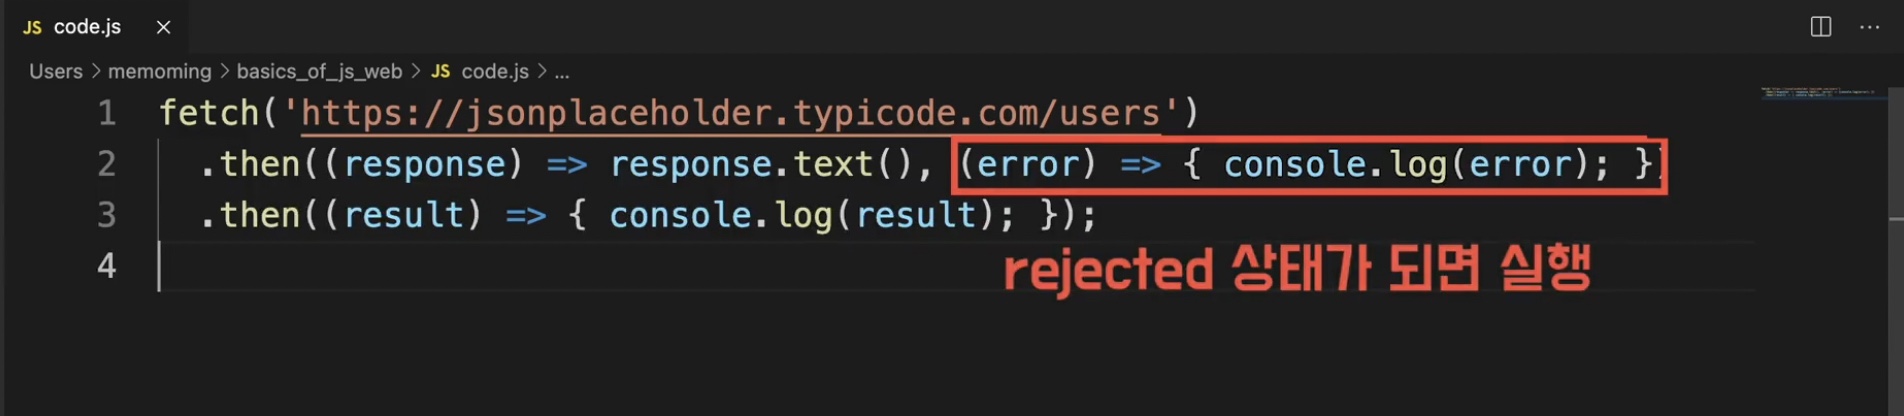 JS code.js ×
Users > memoming > basics_of_js_web > JS code.js > ...
1 fetch('https://jsonplaceholder.typicode.com/users')
2 .then((response) => response.text(), (error) => { console.log(error); })
3 .then((result) => { console.log(result); });
4
rejected 상태가 되면 실행